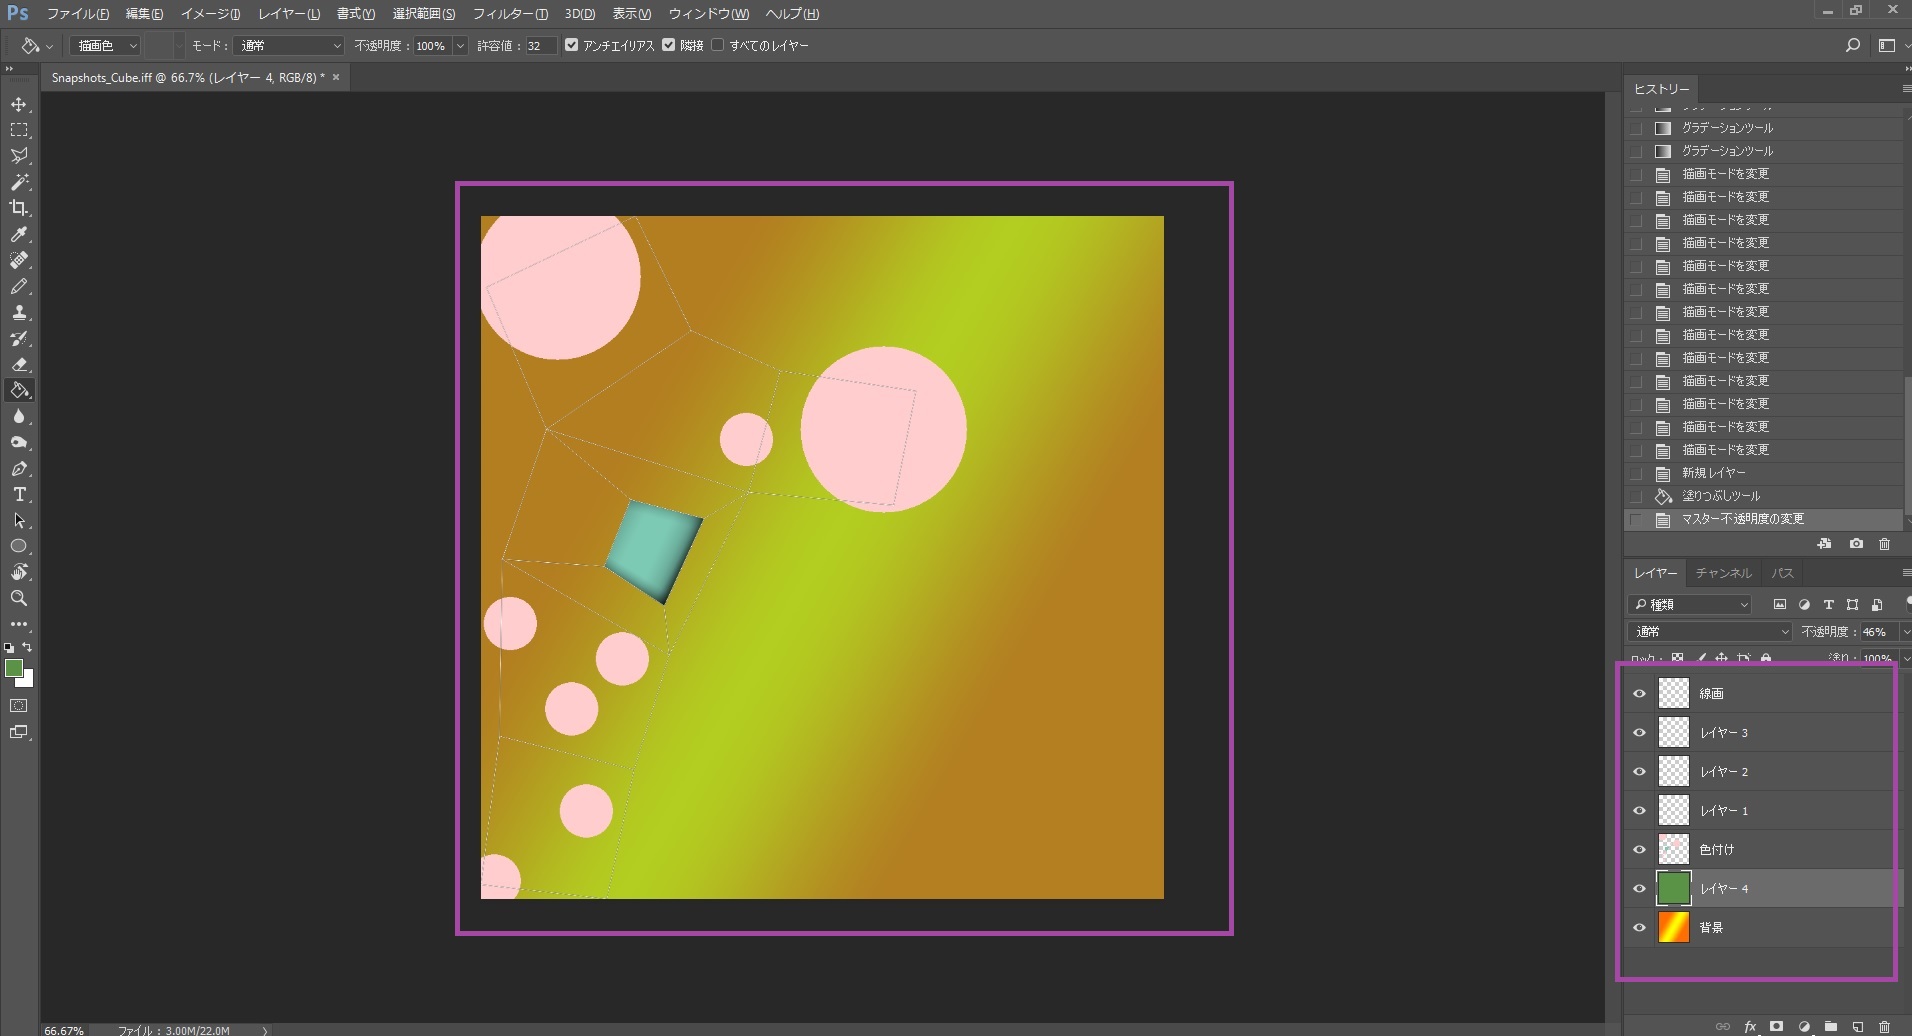 Ps ファイル(F) 編集(E) イメージ(I) レイヤー(L) 書式(Y) 選択範囲(S) フィルター(T) 3D(D) 表示(V) ウィンドウ(W) ヘルプ(H)
描画色 モード: 通常 不透明度: 100% 許容値: 32 アンチエイリアス 隣接 すべてのレイヤー
Snapshots_Cube.iff @ 66.7% (レイヤー 4, RGB/8) *
ヒストリー
グラデーションツール
グラデーションツール
グラデーションツール
描画モードを変更
描画モードを変更
描画モードを変更
描画モードを変更
描画モードを変更
描画モードを変更
描画モードを変更
描画モードを変更
描画モードを変更
描画モードを変更
描画モードを変更
描画モードを変更
描画モードを変更
新規レイヤー
塗りつぶしツール
マスター不透明度の変更
レイヤー チャンネル パス
種類
通常 不透明度: 46%
ロック: 塗り: 100%
線画
レイヤー 3
レイヤー 2
レイヤー 1
色付け
レイヤー 4
背景
fx
66.67% ファイル: 3.00M/22.0M